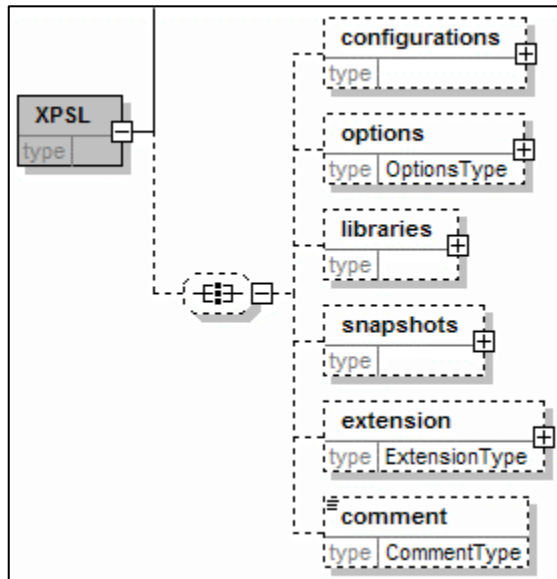 XPSL
type
configurations
type
options
type OptionsType
libraries
type
snapshots
type
extension
type ExtensionType
comment
type CommentType